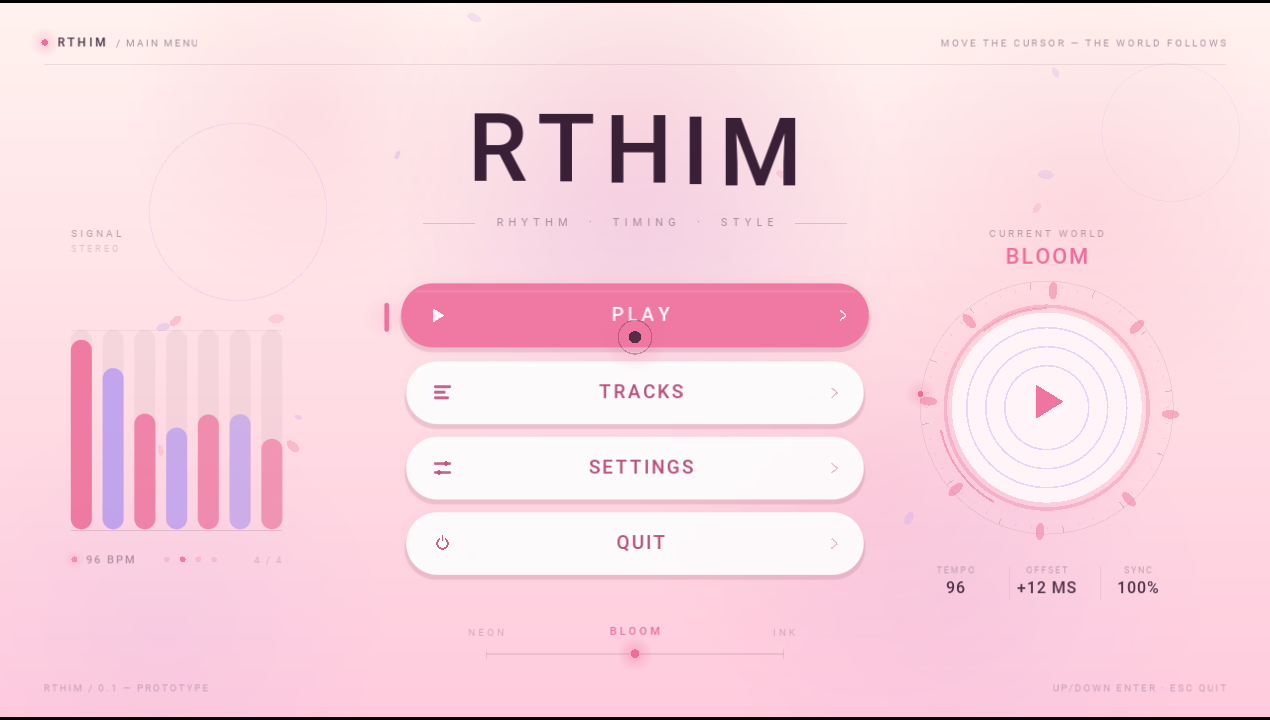 RTHIM / MAIN MENU
MOVE THE CURSOR — THE WORLD FOLLOWS
RTHIM
RHYTHM · TIMING · STYLE
SIGNAL
STEREO
96 BPM
4 / 4
PLAY
TRACKS
SETTINGS
QUIT
CURRENT WORLD
BLOOM
TEMPO
96
OFFSET
+12 MS
SYNC
100%
NEON
BLOOM
INK
RTHIM / 0.1 — PROTOTYPE
UP/DOWN ENTER ESC QUIT